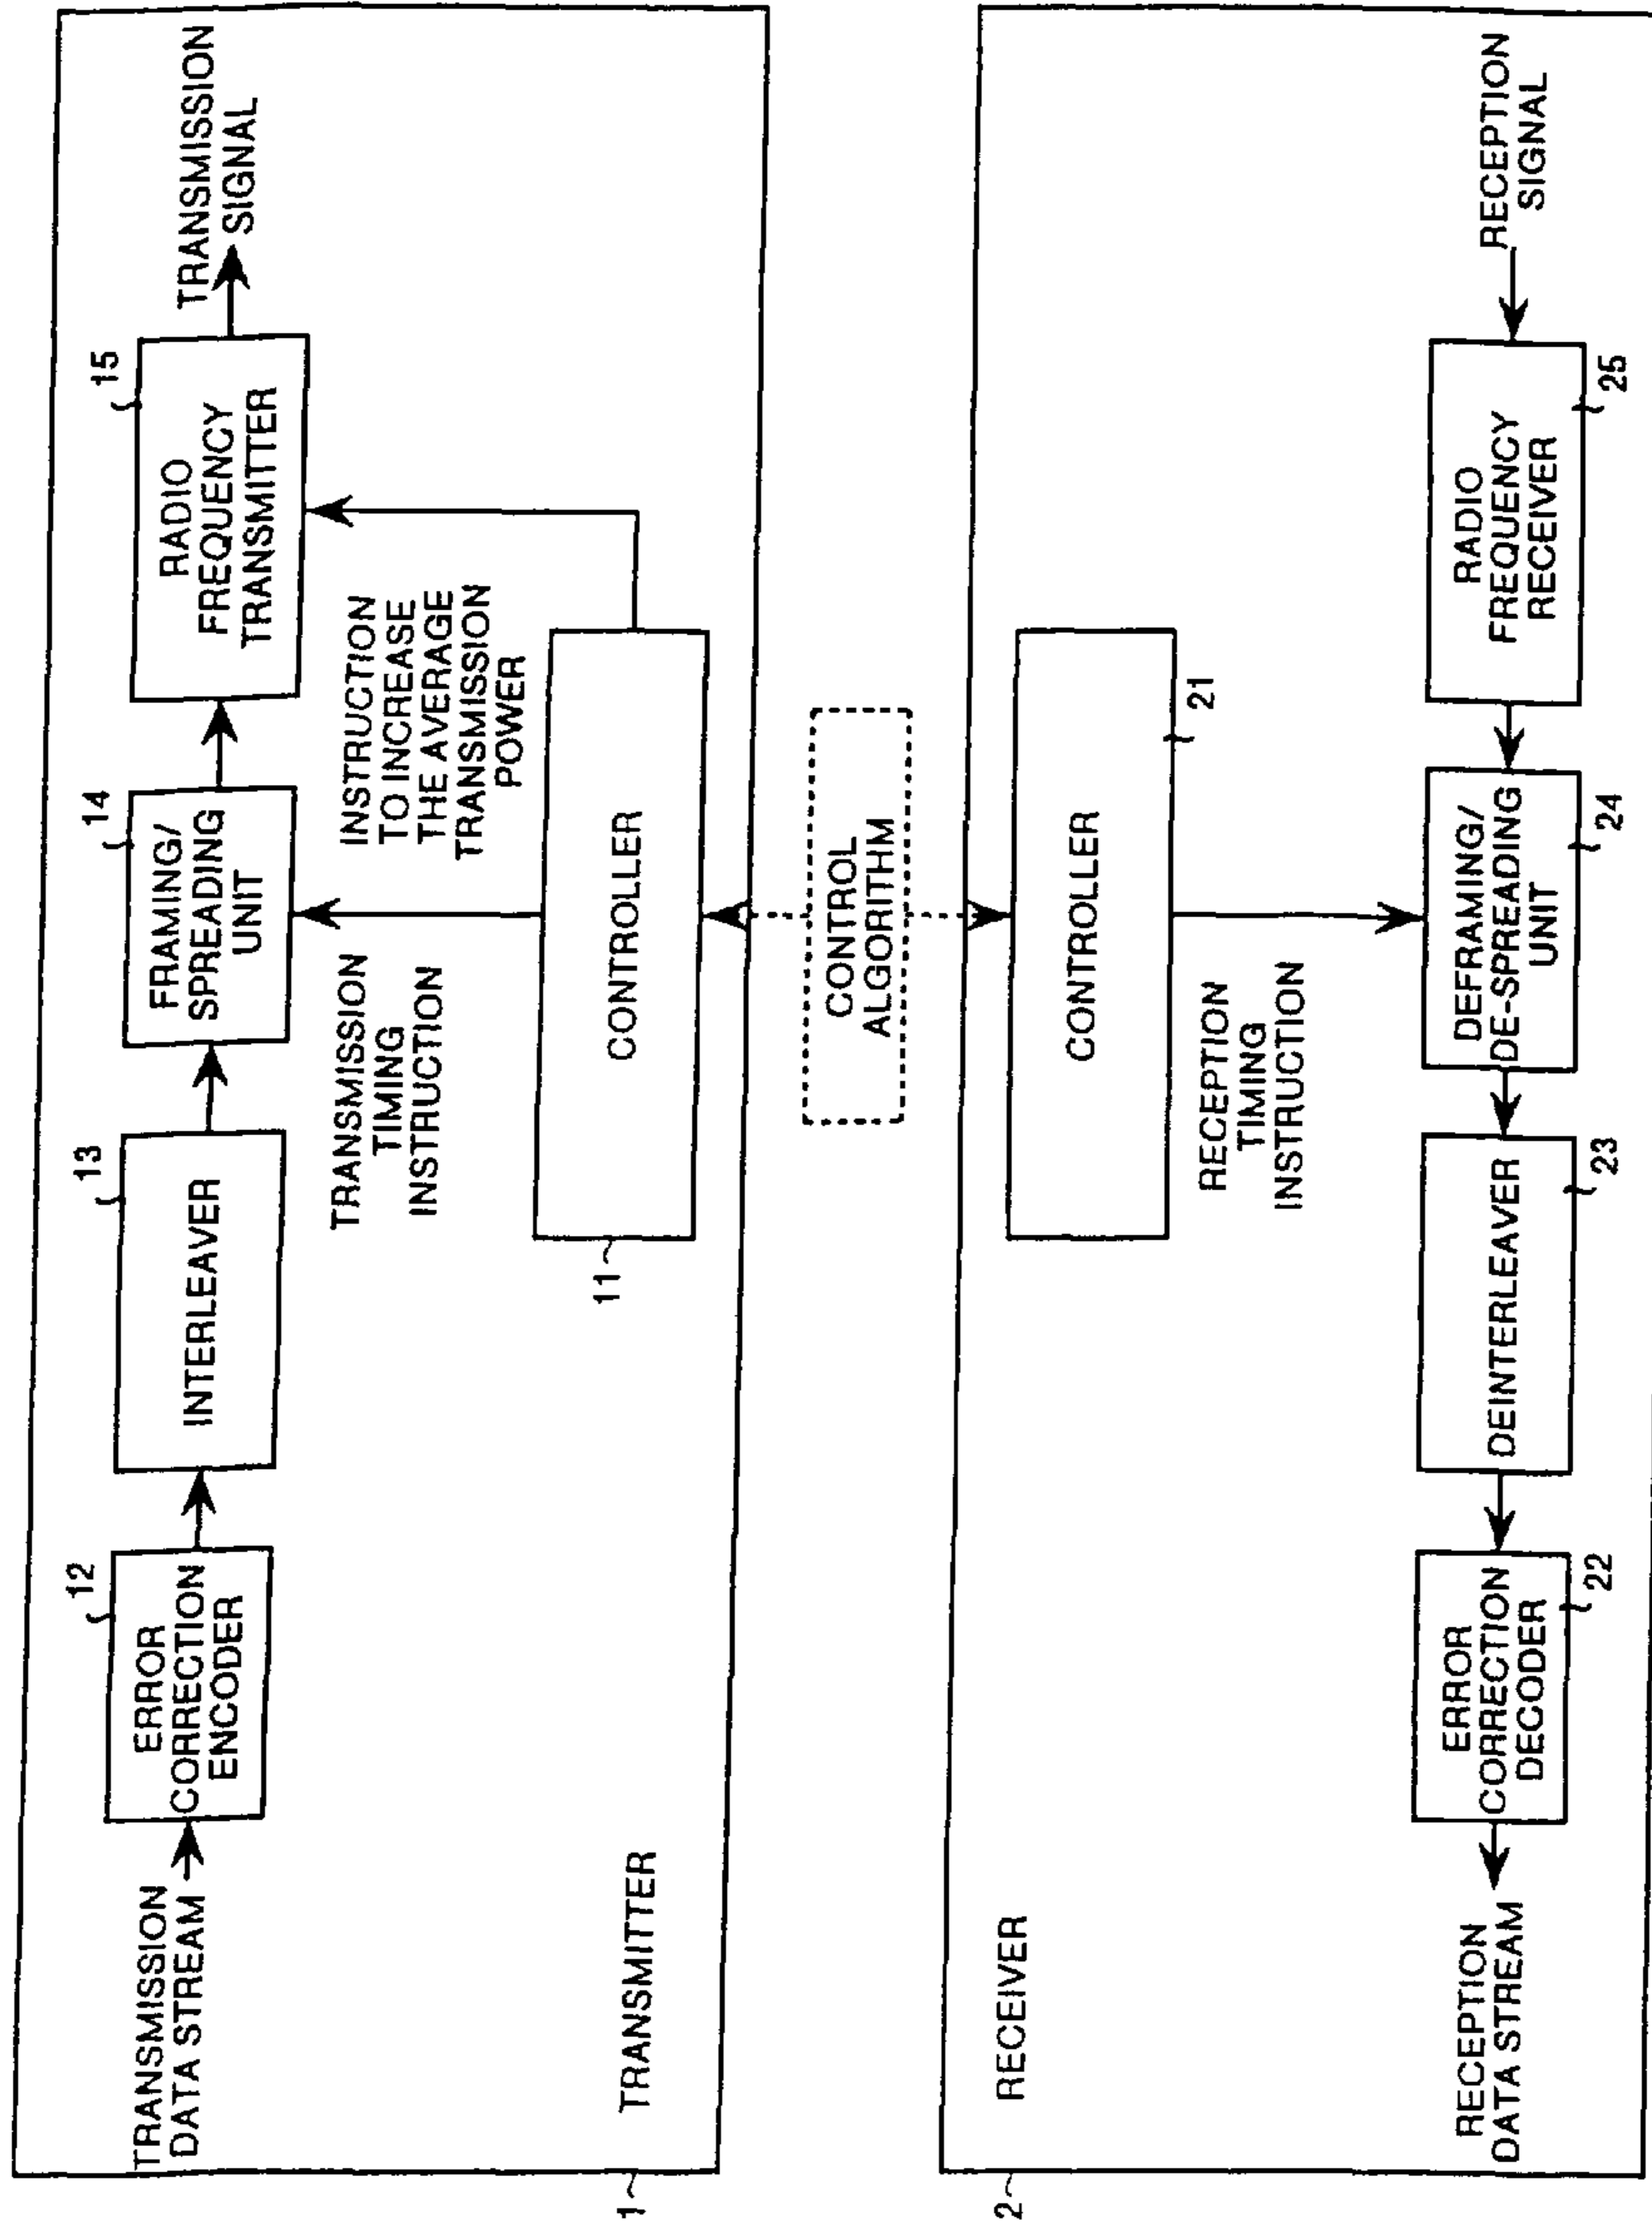 TRANSMISSION
DATA STREAM
12
ERROR
CORRECTION
ENCODER
13
INTERLEAVER
14
FRAMING/
SPREADING
UNIT
15
RADIO
FREQUENCY
TRANSMITTER
TRANSMISSION
SIGNAL
TRANSMISSION
TIMING
INSTRUCTION
INSTRUCTION
TO INCREASE
THE AVERAGE
TRANSMISSION
POWER
11
CONTROLLER
TRANSMITTER
1
CONTROL
ALGORITHM
2
RECEIVER
CONTROLLER
21
RECEPTION
TIMING
INSTRUCTION
RECEPTION
DATA STREAM
ERROR
CORRECTION
DECODER
22
DEINTERLEAVER
23
DEFRAMING/
DE-SPREADING
UNIT
24
RADIO
FREQUENCY
RECEIVER
25
RECEPTION
SIGNAL